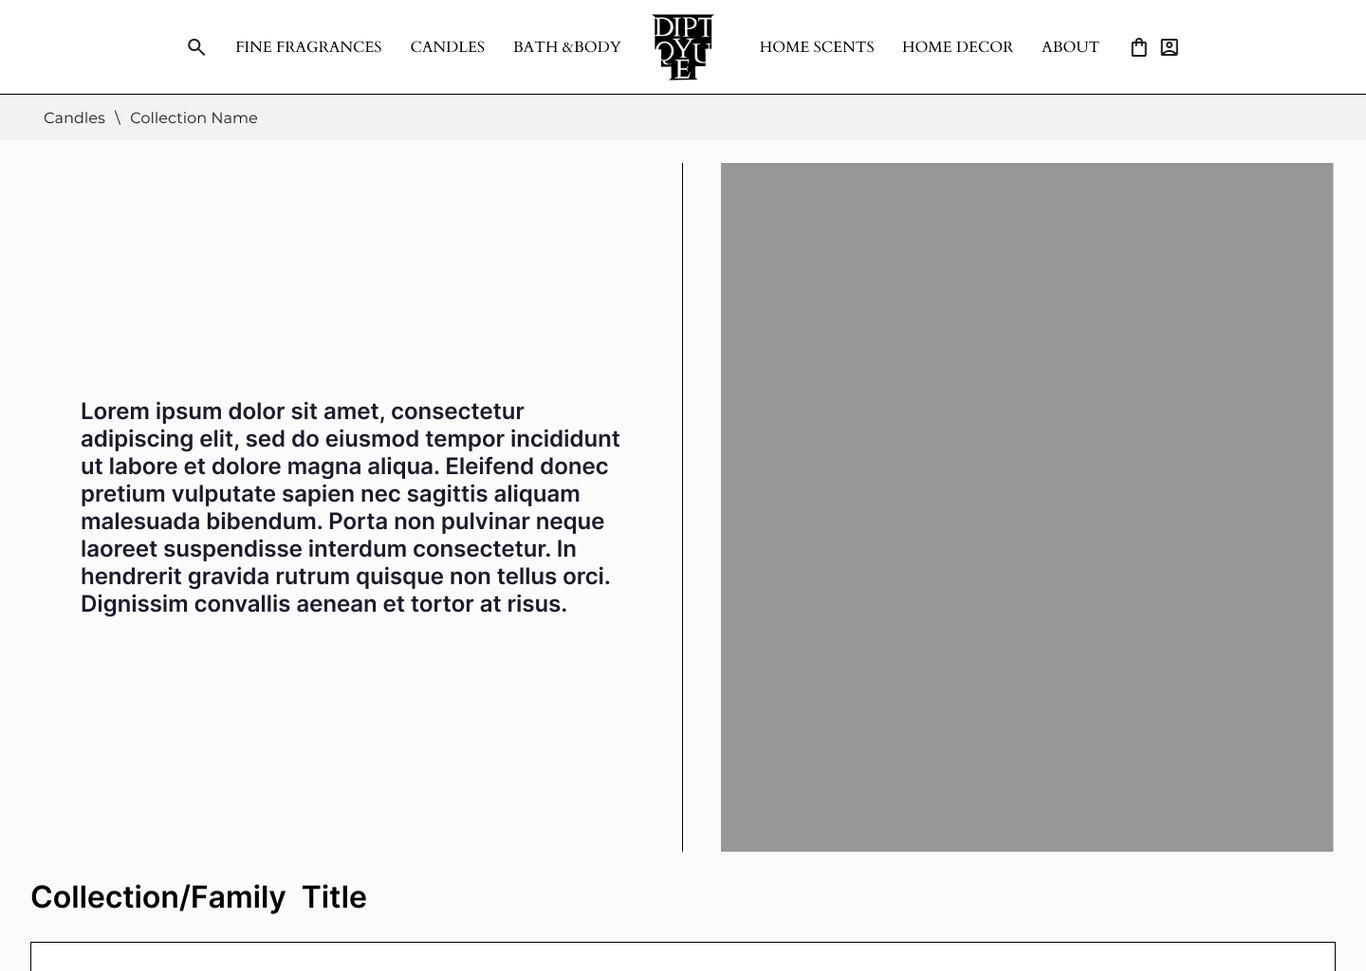 FINE FRAGRANCES CANDLES BATH &BODY
DIPT
QYU
E
HOME SCENTS HOME DECOR ABOUT
Candles \ Collection Name
Lorem ipsum dolor sit amet, consectetur
adipiscing elit, sed do eiusmod tempor incididunt
ut labore et dolore magna aliqua. Eleifend donec
pretium vulputate sapien nec sagittis aliquam
malesuada bibendum. Porta non pulvinar neque
laoreet suspendisse interdum consectetur. In
hendrerit gravida rutrum quisque non tellus orci.
Dignissim convallis aenean et tortor at risus.
Collection/Family Title